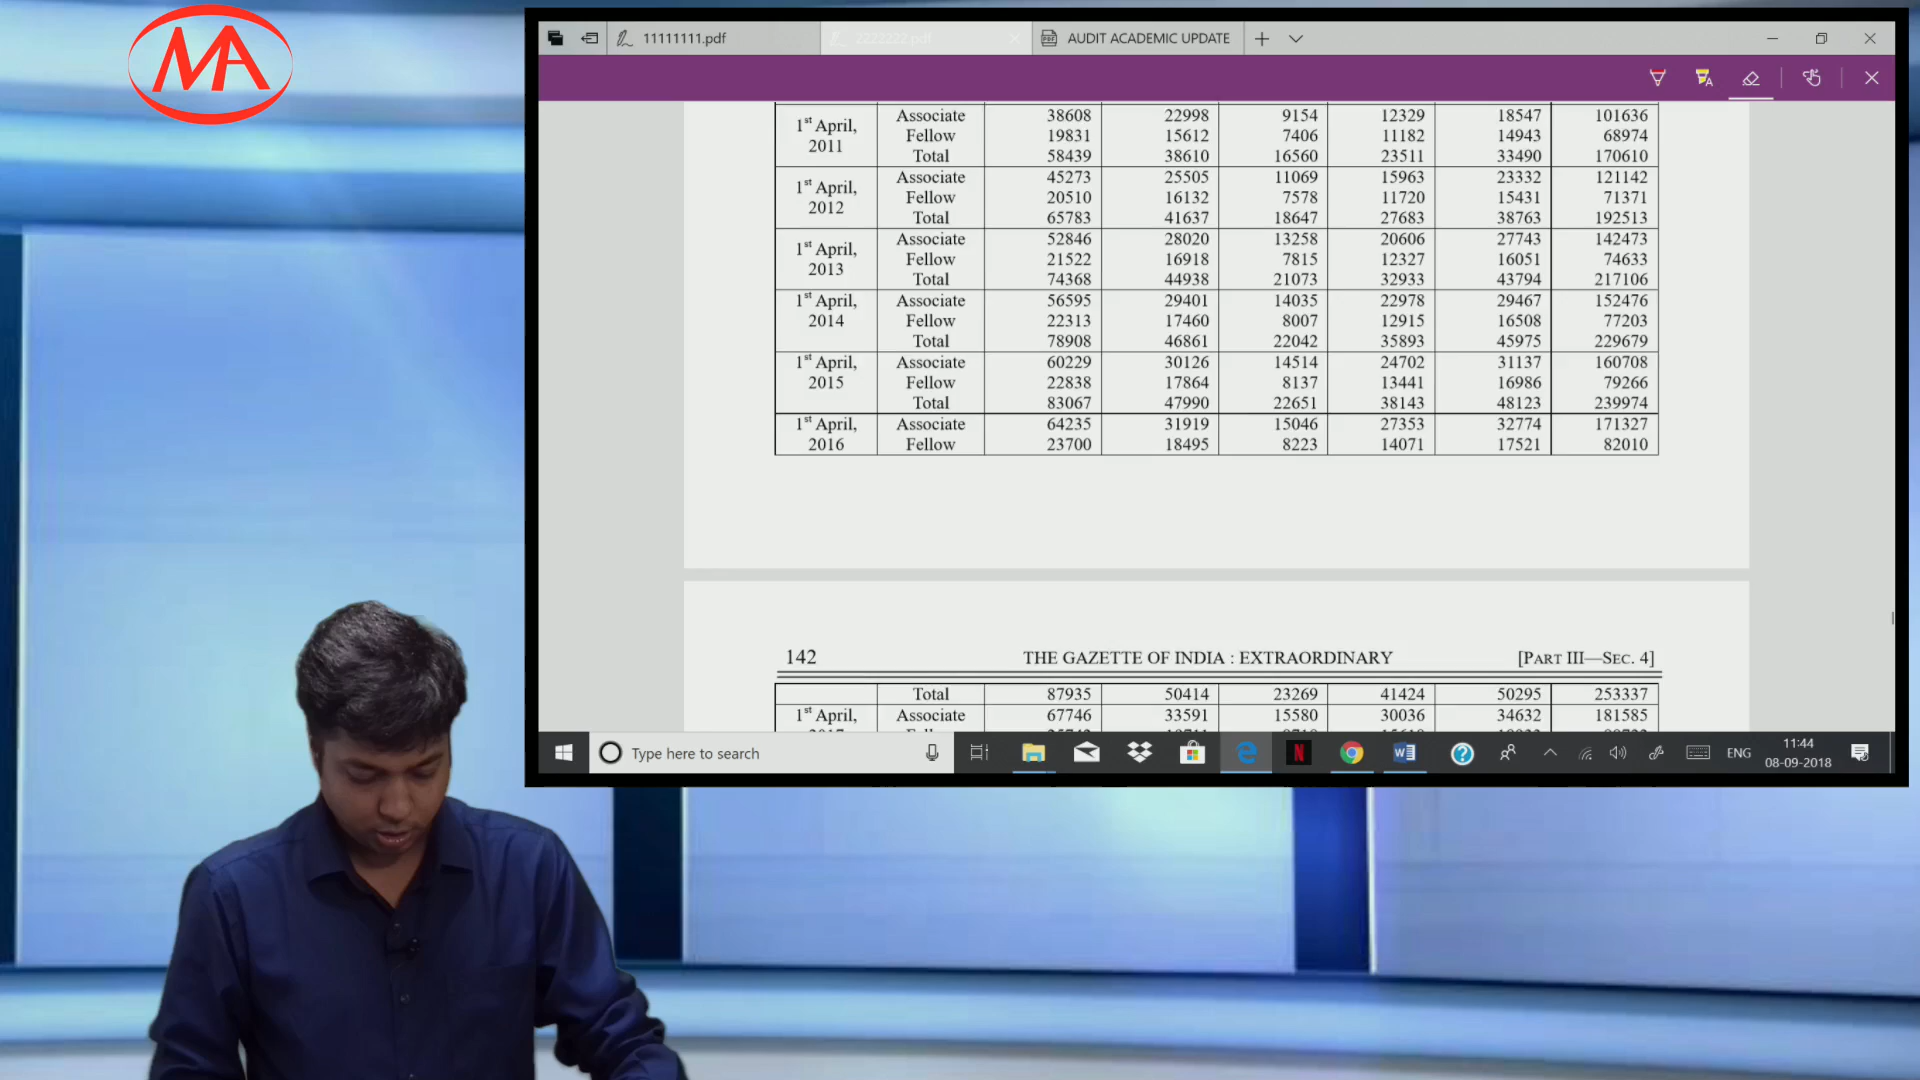 MA
11111111.pdf 2222222.pdf AUDIT ACADEMIC UPDATE
1st April, 2011 Associate 38608 22998 9154 12329 18547 101636
Fellow 19831 15612 7406 11182 14943 68974
Total 58439 38610 16560 23511 33490 170610
1st April, 2012 Associate 45273 25505 11069 15963 23332 121142
Fellow 20510 16132 7578 11720 15431 71371
Total 65783 41637 18647 27683 38763 192513
1st April, 2013 Associate 52846 28020 13258 20606 27743 142473
Fellow 21522 16918 7815 12327 16051 74633
Total 74368 44938 21073 32933 43794 217106
1st April, Associate 56595 29401 14035 22978 29467 152476
2014 Fellow 22313 17460 8007 12915 16508 77203
Total 78908 46861 22042 35893 45975 229679
1st April, Associate 60229 30126 14514 24702 31137 160708
2015 Fellow 22838 17864 8137 13441 16986 79266
Total 83067 47990 22651 38143 48123 239974
1st April, Associate 64235 31919 15046 27353 32774 171327
2016 Fellow 23700 18495 8223 14071 17521 82010
142 THE GAZETTE OF INDIA : EXTRAORDINARY [PART III—SEC. 4]
Total 87935 50414 23269 41424 50295 253337
1st April, Associate 67746 33591 15580 30036 34632 181585
Type here to search ENG 11:44
08-09-2018